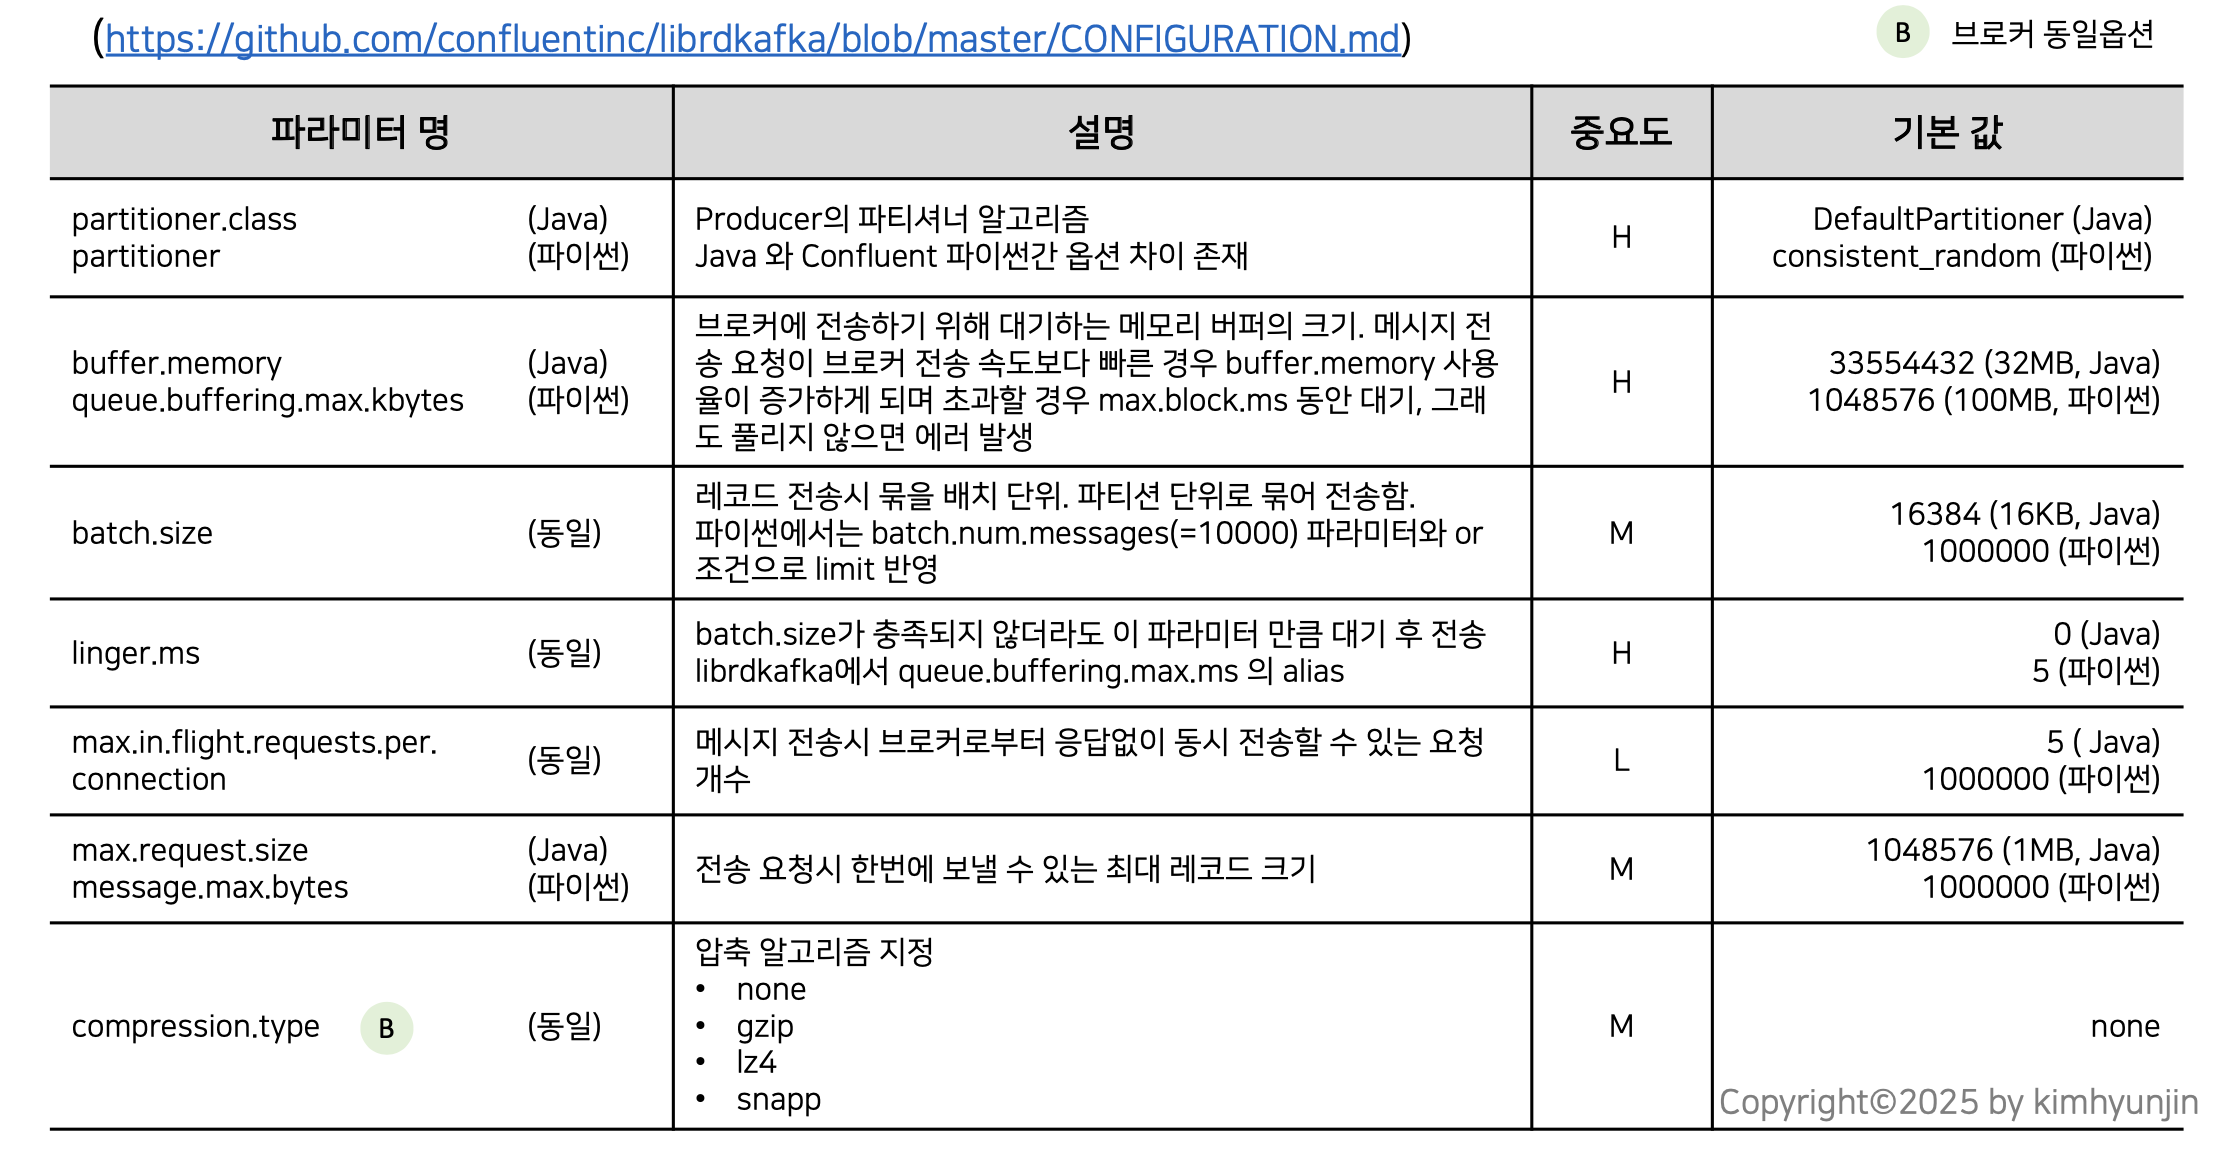 (https://github.com/confluentinc/librdkafka/blob/master/CONFIGURATION.md)
B 브로커 동일옵션
파라미터 명 설명 중요도 기본 값
partitioner.class (Java)
partitioner (파이썬)
Producer의 파티셔너 알고리즘
Java 와 Confluent 파이썬간 옵션 차이 존재
H
DefaultPartitioner (Java)
consistent_random (파이썬)
buffer.memory (Java)
queue.buffering.max.kbytes (파이썬)
브로커에 전송하기 위해 대기하는 메모리 버퍼의 크기. 메시지 전
송 요청이 브로커 전송 속도보다 빠른 경우 buffer.memory 사용
율이 증가하게 되며 초과할 경우 max.block.ms 동안 대기, 그래
도 풀리지 않으면 에러 발생
H
33554432 (32MB, Java)
1048576 (100MB, 파이썬)
batch.size (동일)
레코드 전송시 묶을 배치 단위. 파티션 단위로 묶어 전송함.
파이썬에서는 batch.num.messages(=10000) 파라미터와 or
조건으로 limit 반영
M
16384 (16KB, Java)
1000000 (파이썬)
linger.ms (동일)
batch.size가 충족되지 않더라도 이 파라미터 만큼 대기 후 전송
librdkafka에서 queue.buffering.max.ms 의 alias
H
0 (Java)
5 (파이썬)
max.in.flight.requests.per.
connection
(동일)
메시지 전송시 브로커로부터 응답없이 동시 전송할 수 있는 요청
개수
L
5 ( Java)
1000000 (파이썬)
max.request.size (Java)
message.max.bytes (파이썬)
전송 요청시 한번에 보낼 수 있는 최대 레코드 크기
M
1048576 (1MB, Java)
1000000 (파이썬)
compression.type B (동일)
압축 알고리즘 지정
• none
• gzip
• lz4
• snapp
M
none
Copyright©2025 by kimhyunjin